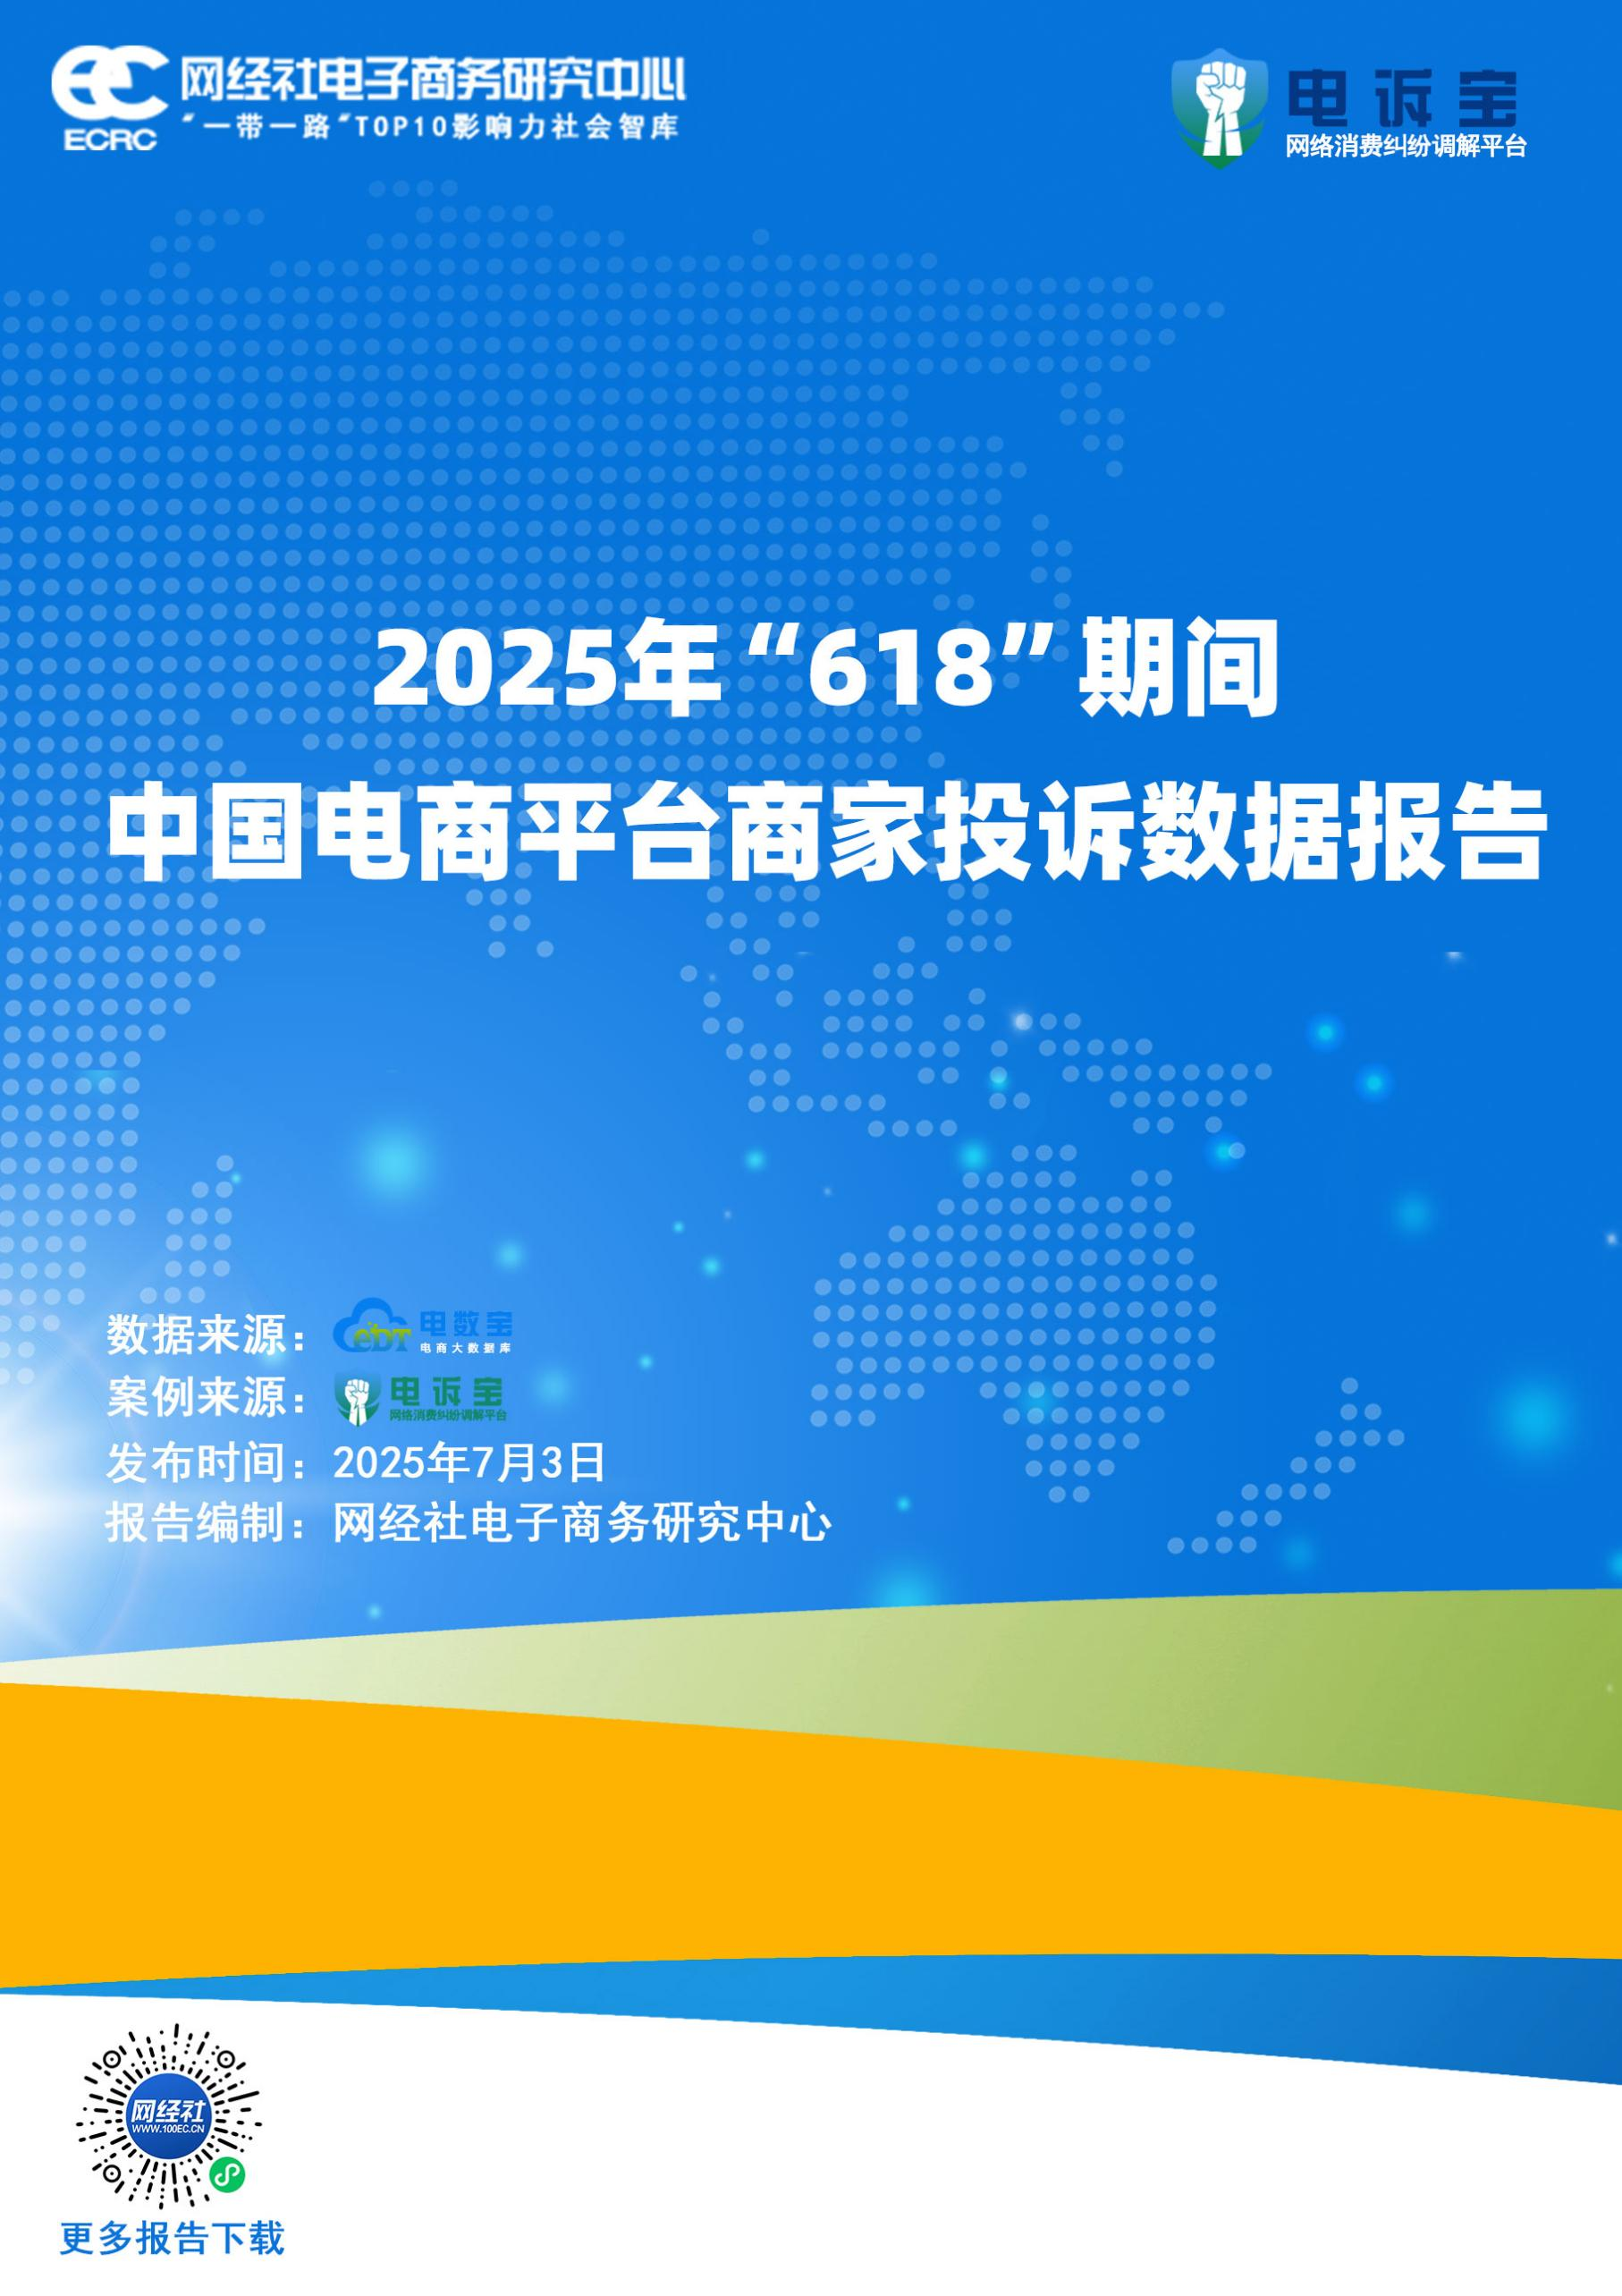 网经社电子商务研究中心
“一带一路”TOP10影响力社会智库
ECRC
电诉宝
网络消费纠纷调解平台
2025年“618”期间
中国电商平台商家投诉数据报告
数据来源：
eDT
电数宝
电商大数据库
案例来源：
电诉宝
网络消费纠纷调解平台
发布时间：2025年7月3日
报告编制：网经社电子商务研究中心
网经社
WWW.100EC.CN
更多报告下载